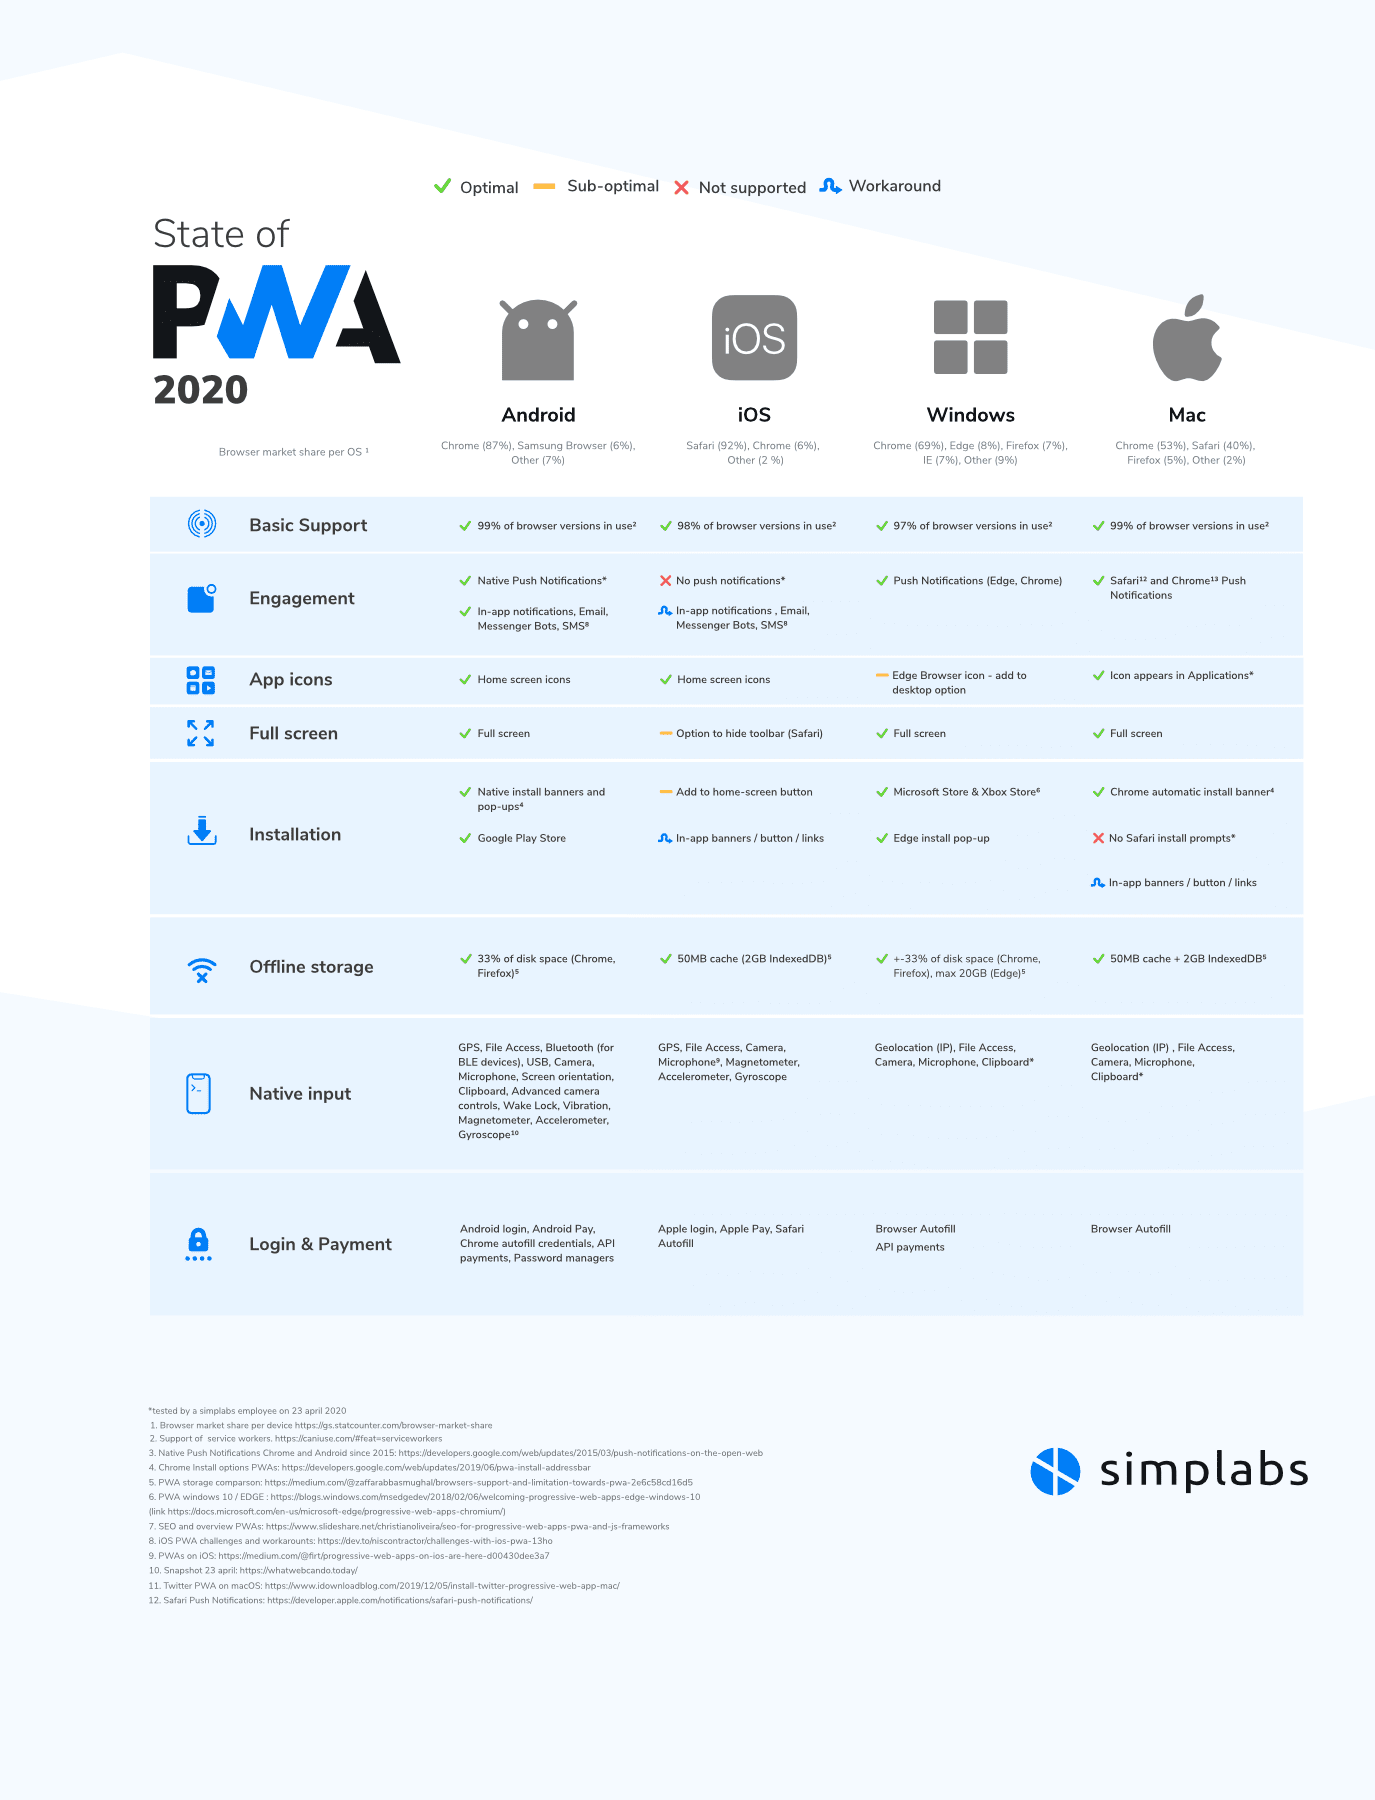 Optimal
Sub-optimal
Not supported
Workaround
State of
PWA
2020
iOS
Android
iOS
Windows
Mac
Browser market share per OS ¹
Chrome (87%), Samsung Browser (6%),
Other (7%)
Safari (92%), Chrome (6%),
Other (2 %)
Chrome (69%), Edge (8%), Firefox (7%),
IE (7%), Other (9%)
Chrome (53%), Safari (40%),
Firefox (5%), Other (2%)
Basic Support
99% of browser versions in use²
98% of browser versions in use²
97% of browser versions in use²
99% of browser versions in use²
Engagement
Native Push Notifications*
In-app notifications, Email,
Messenger Bots, SMS⁸
No push notifications*
In-app notifications , Email,
Messenger Bots, SMS⁸
Push Notifications (Edge, Chrome)
Safari¹² and Chrome¹³ Push
Notifications
App icons
Home screen icons
Home screen icons
Edge Browser icon - add to
desktop option
Icon appears in Applications*
Full screen
Full screen
Option to hide toolbar (Safari)
Full screen
Full screen
Installation
Native install banners and
pop-ups⁴
Google Play Store
Add to home-screen button
In-app banners / button / links
Microsoft Store & Xbox Store⁶
Edge install pop-up
Chrome automatic install banner⁴
No Safari install prompts*
In-app banners / button / links
Offline storage
33% of disk space (Chrome,
Firefox)⁵
50MB cache (2GB IndexedDB)⁵
+-33% of disk space (Chrome,
Firefox), max 20GB (Edge)⁵
50MB cache + 2GB IndexedDB⁵
Native input
GPS, File Access, Bluetooth (for
BLE devices), USB, Camera,
Microphone, Screen orientation,
Clipboard, Advanced camera
controls, Wake Lock, Vibration,
Magnetometer, Accelerometer,
Gyroscope¹⁰
GPS, File Access, Camera,
Microphone⁹, Magnetometer,
Accelerometer, Gyroscope
Geolocation (IP), File Access,
Camera, Microphone, Clipboard*
Geolocation (IP) , File Access,
Camera, Microphone,
Clipboard*
Login & Payment
Android login, Android Pay,
Chrome autofill credentials, API
payments, Password managers
Apple login, Apple Pay, Safari
Autofill
Browser Autofill
API payments
Browser Autofill
*tested by a simplabs employee on 23 april 2020
1. Browser market share per device https://gs.statcounter.com/browser-market-share
2. Support of service workers. https://caniuse.com/#feat=serviceworkers
3. Native Push Notifications Chrome and Android since 2015: https://developers.google.com/web/updates/2015/03/push-notifications-on-the-open-web
4. Chrome Install options PWAs: https://developers.google.com/web/updates/2019/06/pwa-install-addressbar
5. PWA storage comparson: https://medium.com/@zaffarabbasmughal/browsers-support-and-limitation-towards-pwa-2e6c58cd16d5
6. PWA windows 10 / EDGE : https://blogs.windows.com/msedgedev/2018/02/06/welcoming-progressive-web-apps-edge-windows-10
(link https://docs.microsoft.com/en-us/microsoft-edge/progressive-web-apps-chromium/)
7. SEO and overview PWAs: https://www.slideshare.net/christianoliveira/seo-for-progressive-web-apps-pwa-and-js-frameworks
8. iOS PWA challenges and workarounts: https://dev.to/niscontractor/challenges-with-ios-pwa-13ho
9. PWAs on iOS: https://medium.com/@firt/progressive-web-apps-on-ios-are-here-d00430dee3a7
10. Snapshot 23 april: https://whatwebcando.today/
11. Twitter PWA on macOS: https://www.idownloadblog.com/2019/12/05/install-twitter-progressive-web-app-mac/
12. Safari Push Notifications: https://developer.apple.com/notifications/safari-push-notifications/
simplabs